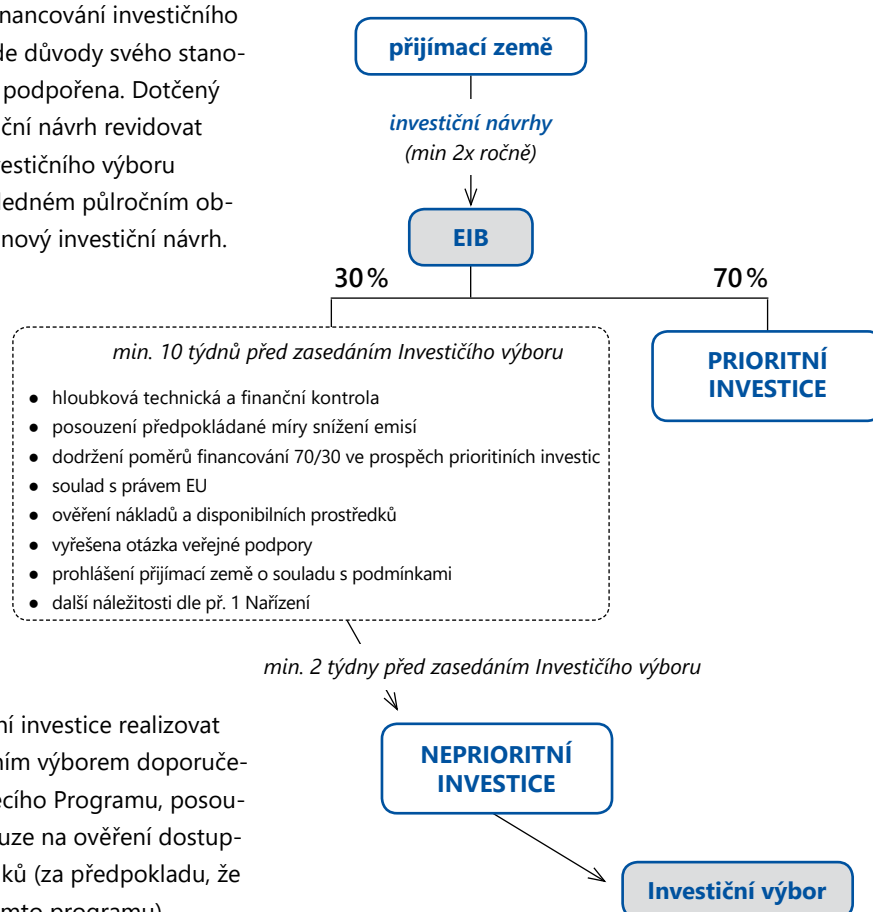 nancování investičního
de důvody svého stano-
podpořena. Dotčený
ční návrh revidovat
vestičního výboru
ledném půlročním ob-
nový investiční návrh.
přijímací země
investiční návrhy
(min 2x ročně)
EIB
30 %
70 %
min. 10 týdnů před zasedáním Investičího výboru
● hloubková technická a finanční kontrola
● posouzení předpokládané míry snížení emisí
● dodržení poměrů financování 70/30 ve prospěch prioritiních investic
● soulad s právem EU
● ověření nákladů a disponibilních prostředků
● vyřešena otázka veřejné podpory
● prohlášení přijímací země o souladu s podmínkami
● další náležitosti dle př. 1 Nařízení
PRIORITNÍ
INVESTICE
min. 2 týdny před zasedáním Investičího výboru
ní investice realizovat
ním výborem doporuče-
ecího Programu, posou-
uze na ověření dostup-
ků (za předpokladu, že
mto programu)
NEPRIORITNÍ
INVESTICE
Investiční výbor